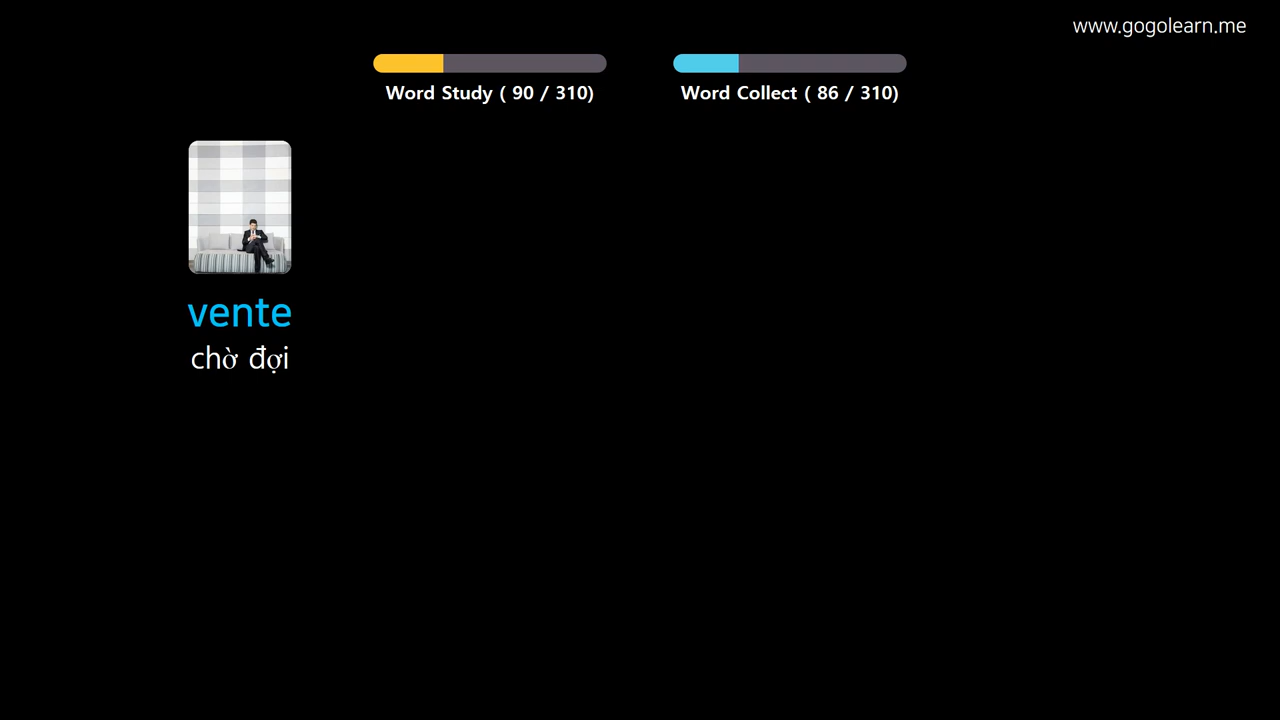 www.gogolearn.me
Word Study ( 90 / 310)
Word Collect ( 86 / 310)
vente
chờ đợi